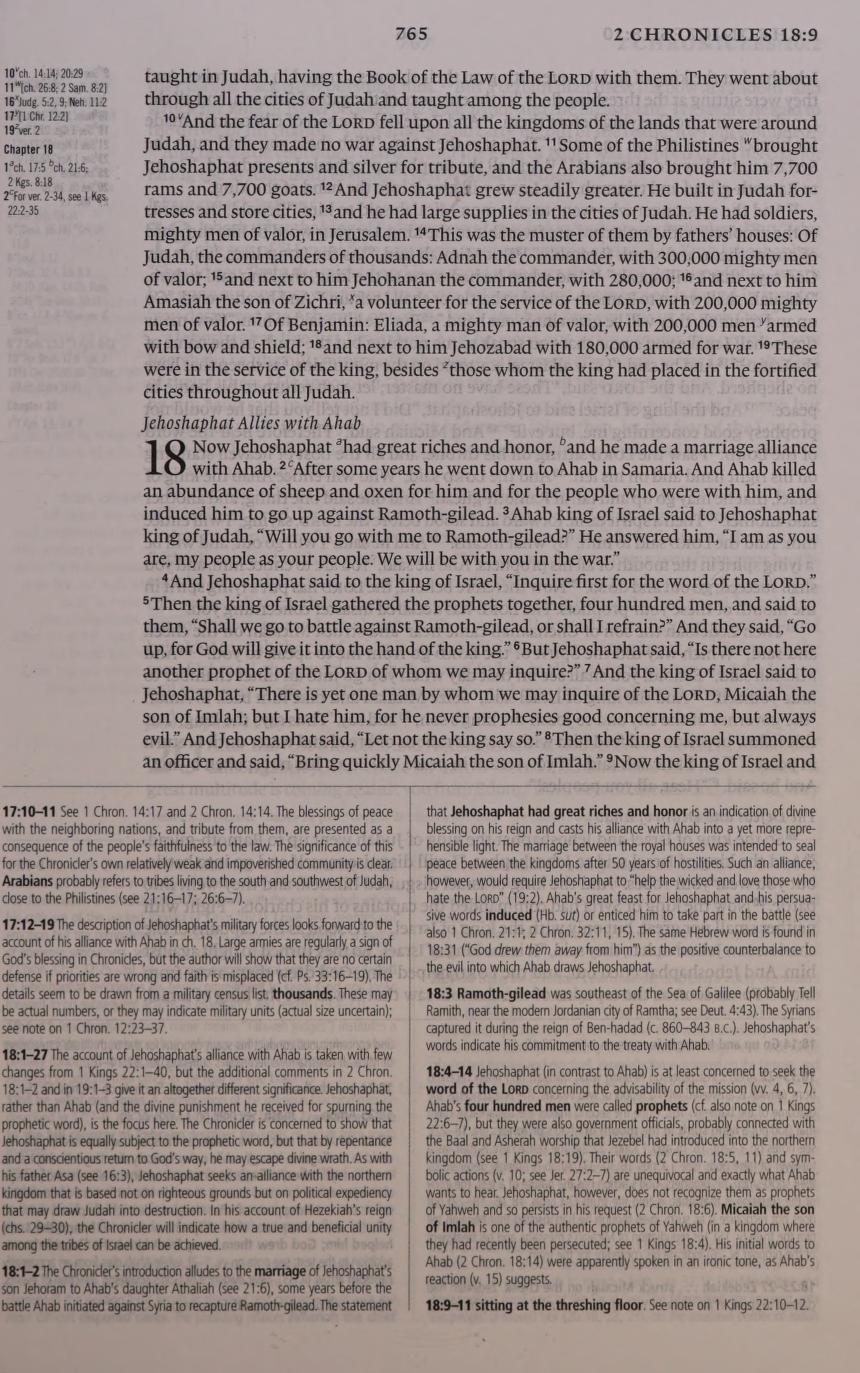 765
2 CHRONICLES 18:9
10ᵛch. 14:14; 20:29
11ʷ[ch. 26:8; 2 Sam. 8:2]
16ˣJudg. 5:2, 9; Neh. 11:2
17ʸ[1 Chr. 12:2]
19ᶻver. 2
Chapter 18
1ᵃch. 17:5 ᵇch. 21:6;
2 Kgs. 8:18
2ᶜFor ver. 2-34, see 1 Kgs.
22:2-35
taught in Judah, having the Book of the Law of the LORD with them. They went about
through all the cities of Judah and taught among the people.
10ᵛAnd the fear of the LORD fell upon all the kingdoms of the lands that were around
Judah, and they made no war against Jehoshaphat. 11Some of the Philistines ʷbrought
Jehoshaphat presents and silver for tribute, and the Arabians also brought him 7,700
rams and 7,700 goats. 12And Jehoshaphat grew steadily greater. He built in Judah for-
tresses and store cities, 13and he had large supplies in the cities of Judah. He had soldiers,
mighty men of valor, in Jerusalem. 14This was the muster of them by fathers’ houses: Of
Judah, the commanders of thousands: Adnah the commander, with 300,000 mighty men
of valor; 15and next to him Jehohanan the commander, with 280,000; 16and next to him
Amasiah the son of Zichri, ˣa volunteer for the service of the LORD, with 200,000 mighty
men of valor. 17Of Benjamin: Eliada, a mighty man of valor, with 200,000 men ʸarmed
with bow and shield; 18and next to him Jehozabad with 180,000 armed for war. 19These
were in the service of the king, besides ᶻthose whom the king had placed in the fortified
cities throughout all Judah.
Jehoshaphat Allies with Ahab
18 Now Jehoshaphat ᵃhad great riches and honor, ᵇand he made a marriage alliance
with Ahab. 2ᶜAfter some years he went down to Ahab in Samaria. And Ahab killed
an abundance of sheep and oxen for him and for the people who were with him, and
induced him to go up against Ramoth-gilead. 3Ahab king of Israel said to Jehoshaphat
king of Judah, “Will you go with me to Ramoth-gilead?” He answered him, “I am as you
are, my people as your people. We will be with you in the war.”
4And Jehoshaphat said to the king of Israel, “Inquire first for the word of the LORD.”
5Then the king of Israel gathered the prophets together, four hundred men, and said to
them, “Shall we go to battle against Ramoth-gilead, or shall I refrain?” And they said, “Go
up, for God will give it into the hand of the king.” 6But Jehoshaphat said, “Is there not here
another prophet of the LORD of whom we may inquire?” 7And the king of Israel said to
Jehoshaphat, “There is yet one man by whom we may inquire of the LORD, Micaiah the
son of Imlah; but I hate him, for he never prophesies good concerning me, but always
evil.” And Jehoshaphat said, “Let not the king say so.” 8Then the king of Israel summoned
an officer and said, “Bring quickly Micaiah the son of Imlah.” 9Now the king of Israel and
17:10–11 See 1 Chron. 14:17 and 2 Chron. 14:14. The blessings of peace
with the neighboring nations, and tribute from them, are presented as a
consequence of the people's faithfulness to the law. The significance of this
for the Chronicler's own relatively weak and impoverished community is clear.
Arabians probably refers to tribes living to the south and southwest of Judah,
close to the Philistines (see 21:16–17; 26:6–7).
17:12–19 The description of Jehoshaphat's military forces looks forward to the
account of his alliance with Ahab in ch. 18. Large armies are regularly a sign of
God's blessing in Chronicles, but the author will show that they are no certain
defense if priorities are wrong and faith is misplaced (cf. Ps. 33:16–19). The
details seem to be drawn from a military census list. thousands. These may
be actual numbers, or they may indicate military units (actual size uncertain);
see note on 1 Chron. 12:23–37.
18:1–27 The account of Jehoshaphat's alliance with Ahab is taken with few
changes from 1 Kings 22:1–40, but the additional comments in 2 Chron.
18:1–2 and in 19:1–3 give it an altogether different significance. Jehoshaphat,
rather than Ahab (and the divine punishment he received for spurning the
prophetic word), is the focus here. The Chronicler is concerned to show that
Jehoshaphat is equally subject to the prophetic word, but that by repentance
and a conscientious return to God's way, he may escape divine wrath. As with
his father Asa (see 16:3), Jehoshaphat seeks an alliance with the northern
kingdom that is based not on righteous grounds but on political expediency
that may draw Judah into destruction. In his account of Hezekiah's reign
(chs. 29–30), the Chronicler will indicate how a true and beneficial unity
among the tribes of Israel can be achieved.
18:1–2 The Chronicler's introduction alludes to the marriage of Jehoshaphat's
son Jehoram to Ahab's daughter Athaliah (see 21:6), some years before the
battle Ahab initiated against Syria to recapture Ramoth-gilead. The statement
that Jehoshaphat had great riches and honor is an indication of divine
blessing on his reign and casts his alliance with Ahab into a yet more repre-
hensible light. The marriage between the royal houses was intended to seal
peace between the kingdoms after 50 years of hostilities. Such an alliance,
however, would require Jehoshaphat to “help the wicked and love those who
hate the LORD” (19:2). Ahab's great feast for Jehoshaphat and his persua-
sive words induced (Hb. sut) or enticed him to take part in the battle (see
also 1 Chron. 21:1; 2 Chron. 32:11, 15). The same Hebrew word is found in
18:31 (“God drew them away from him”) as the positive counterbalance to
the evil into which Ahab draws Jehoshaphat.
18:3 Ramoth-gilead was southeast of the Sea of Galilee (probably Tell
Ramith, near the modern Jordanian city of Ramtha; see Deut. 4:43). The Syrians
captured it during the reign of Ben-hadad (c. 860–843 B.C.). Jehoshaphat's
words indicate his commitment to the treaty with Ahab.
18:4–14 Jehoshaphat (in contrast to Ahab) is at least concerned to seek the
word of the LORD concerning the advisability of the mission (vv. 4, 6, 7).
Ahab's four hundred men were called prophets (cf. also note on 1 Kings
22:6–7), but they were also government officials, probably connected with
the Baal and Asherah worship that Jezebel had introduced into the northern
kingdom (see 1 Kings 18:19). Their words (2 Chron. 18:5, 11) and sym-
bolic actions (v. 10; see Jer. 27:2–7) are unequivocal and exactly what Ahab
wants to hear. Jehoshaphat, however, does not recognize them as prophets
of Yahweh and so persists in his request (2 Chron. 18:6). Micaiah the son
of Imlah is one of the authentic prophets of Yahweh (in a kingdom where
they had recently been persecuted; see 1 Kings 18:4). His initial words to
Ahab (2 Chron. 18:14) were apparently spoken in an ironic tone, as Ahab's
reaction (v. 15) suggests.
18:9–11 sitting at the threshing floor. See note on 1 Kings 22:10–12.